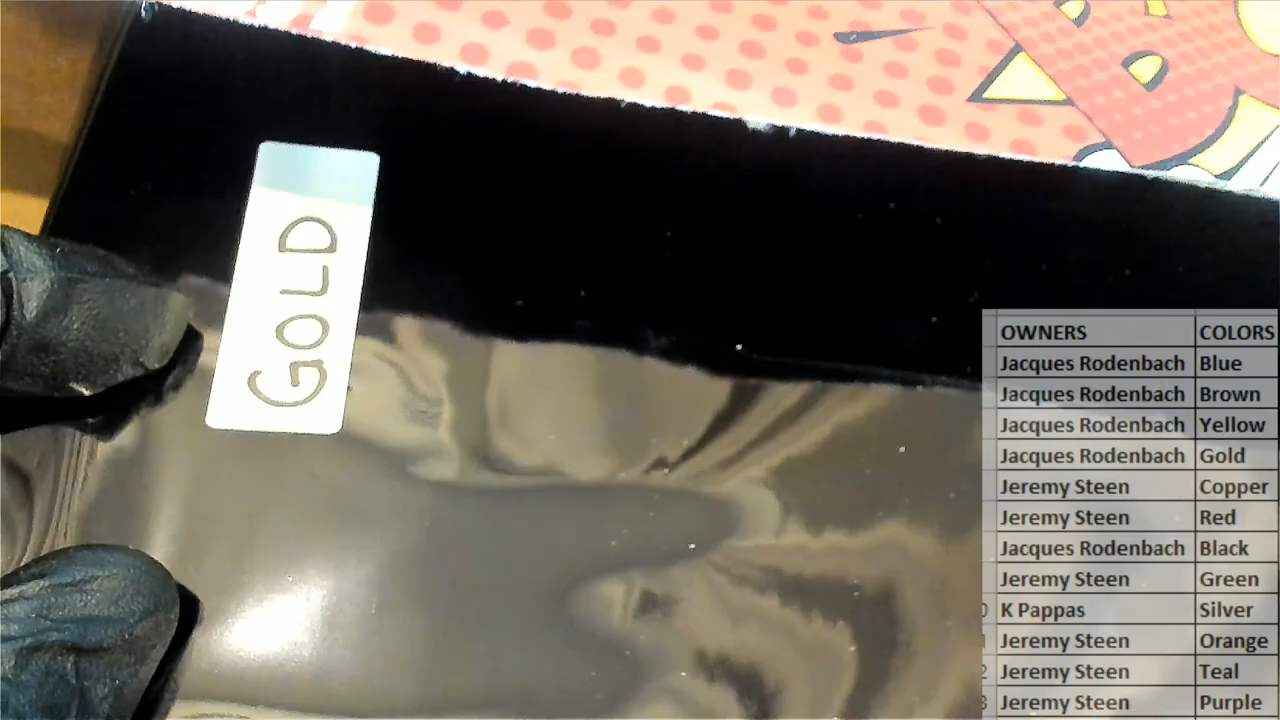 GOLD
OWNERS COLORS
Jacques Rodenbach Blue
Jacques Rodenbach Brown
Jacques Rodenbach Yellow
Jacques Rodenbach Gold
Jeremy Steen Copper
Jeremy Steen Red
Jacques Rodenbach Black
Jeremy Steen Green
K Pappas Silver
Jeremy Steen Orange
Jeremy Steen Teal
Jeremy Steen Purple